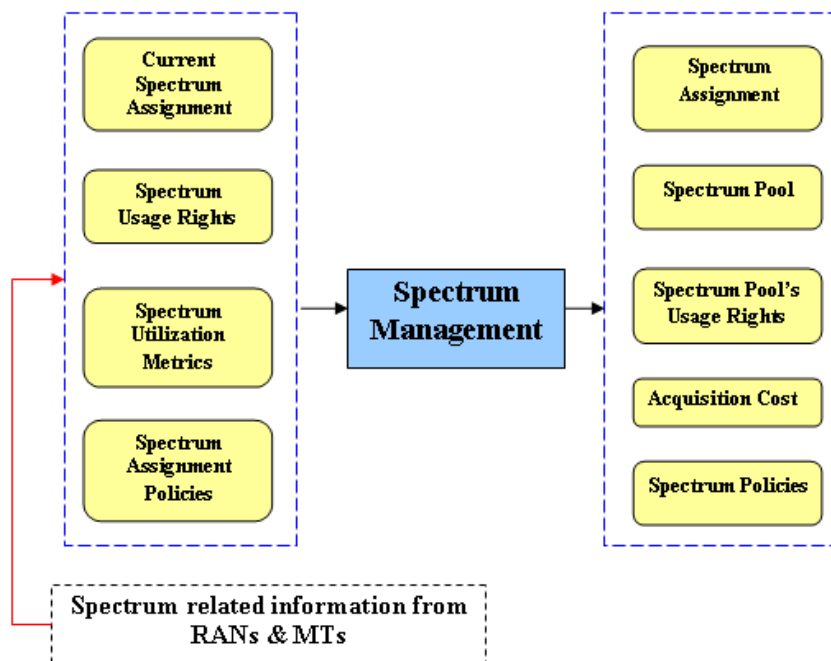 Current
Spectrum
Assignment
Spectrum
Usage Rights
Spectrum
Utilization
Metrics
Spectrum
Assignment
Policies
Spectrum
Management
Spectrum
Assignment
Spectrum Pool
Spectrum Pool's
Usage Rights
Acquisition Cost
Spectrum Policies
Spectrum related information from
RANs & MTs